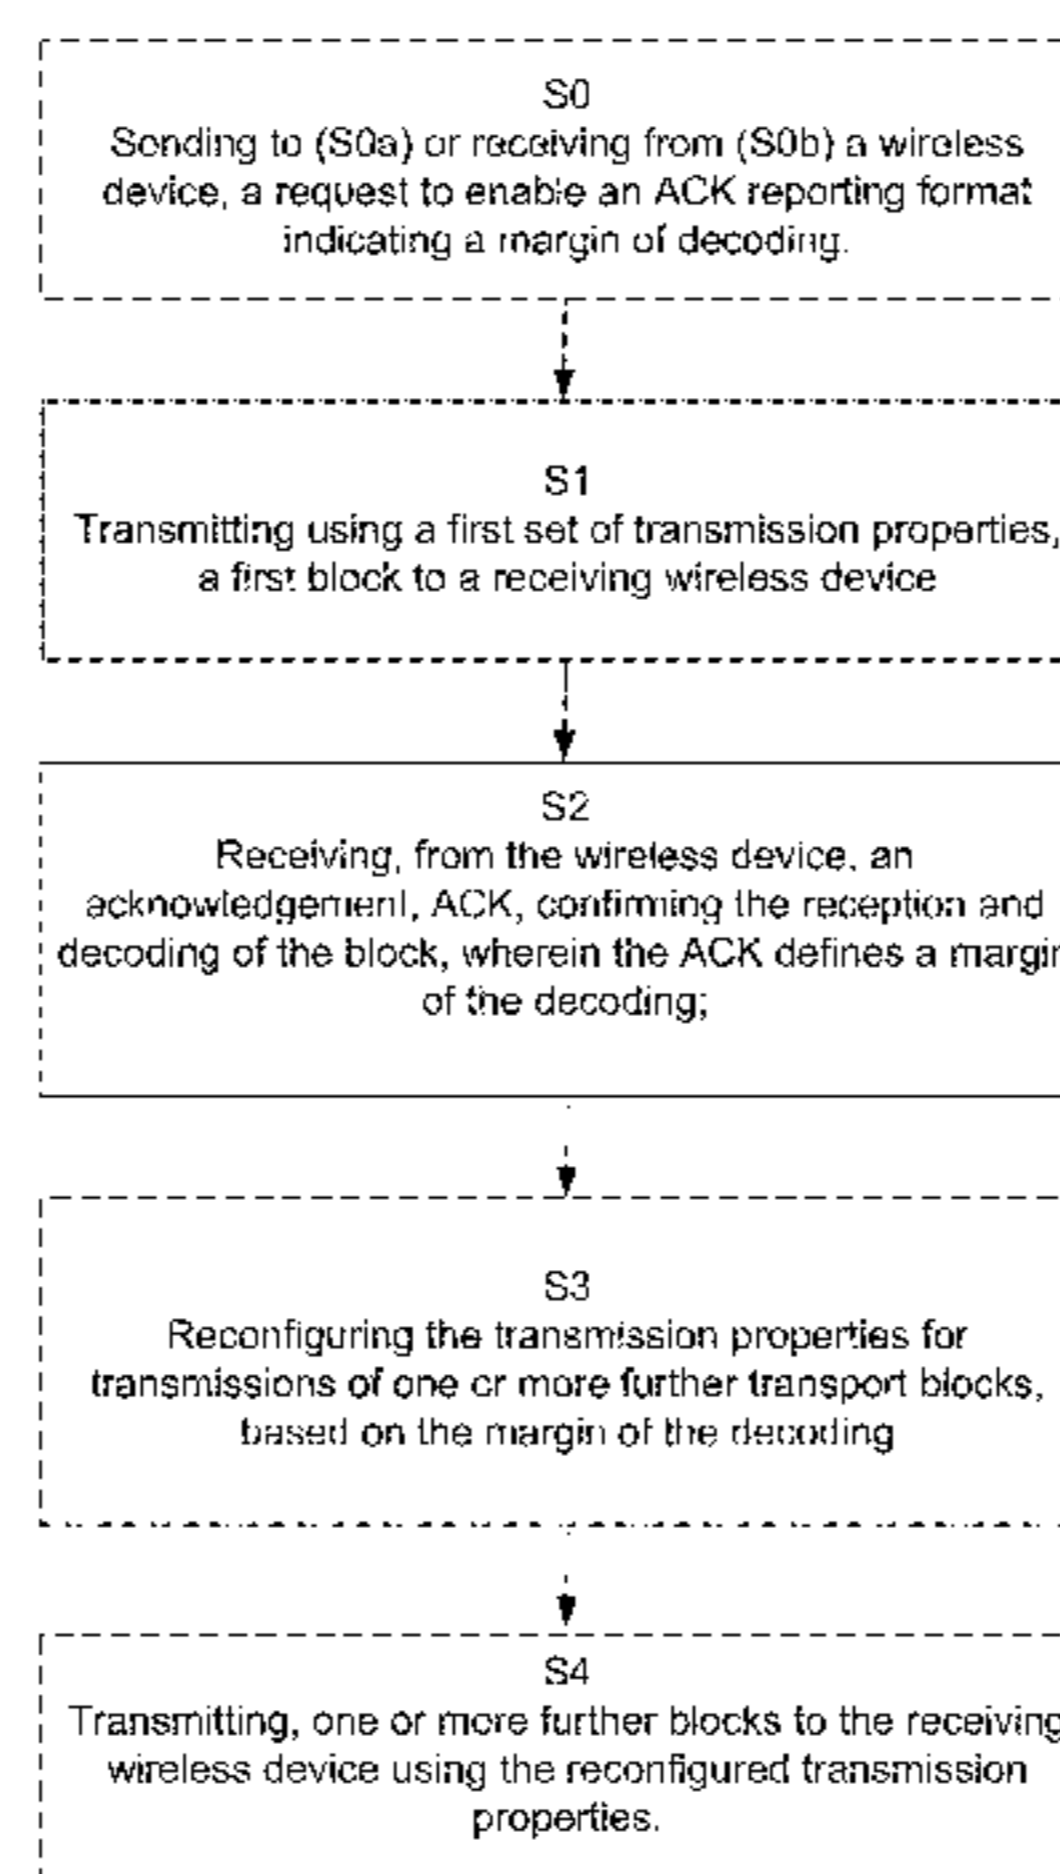 S0
Sending to (S0a) or receiving from (S0b) a wireless
device, a request to enable an ACK reporting format
indicating a margin of decoding.
S1
Transmitting using a first set of transmission properties,
a first block to a receiving wireless device
S2
Receiving, from the wireless device, an
acknowledgement, ACK, confirming the reception and
decoding of the block, wherein the ACK defines a margin
of the decoding;
S3
Reconfiguring the transmission properties for
transmissions of one or more further transport blocks,
based on the margin of the decoding
S4
Transmitting, one or more further blocks to the receiving
wireless device using the reconfigured transmission
properties.